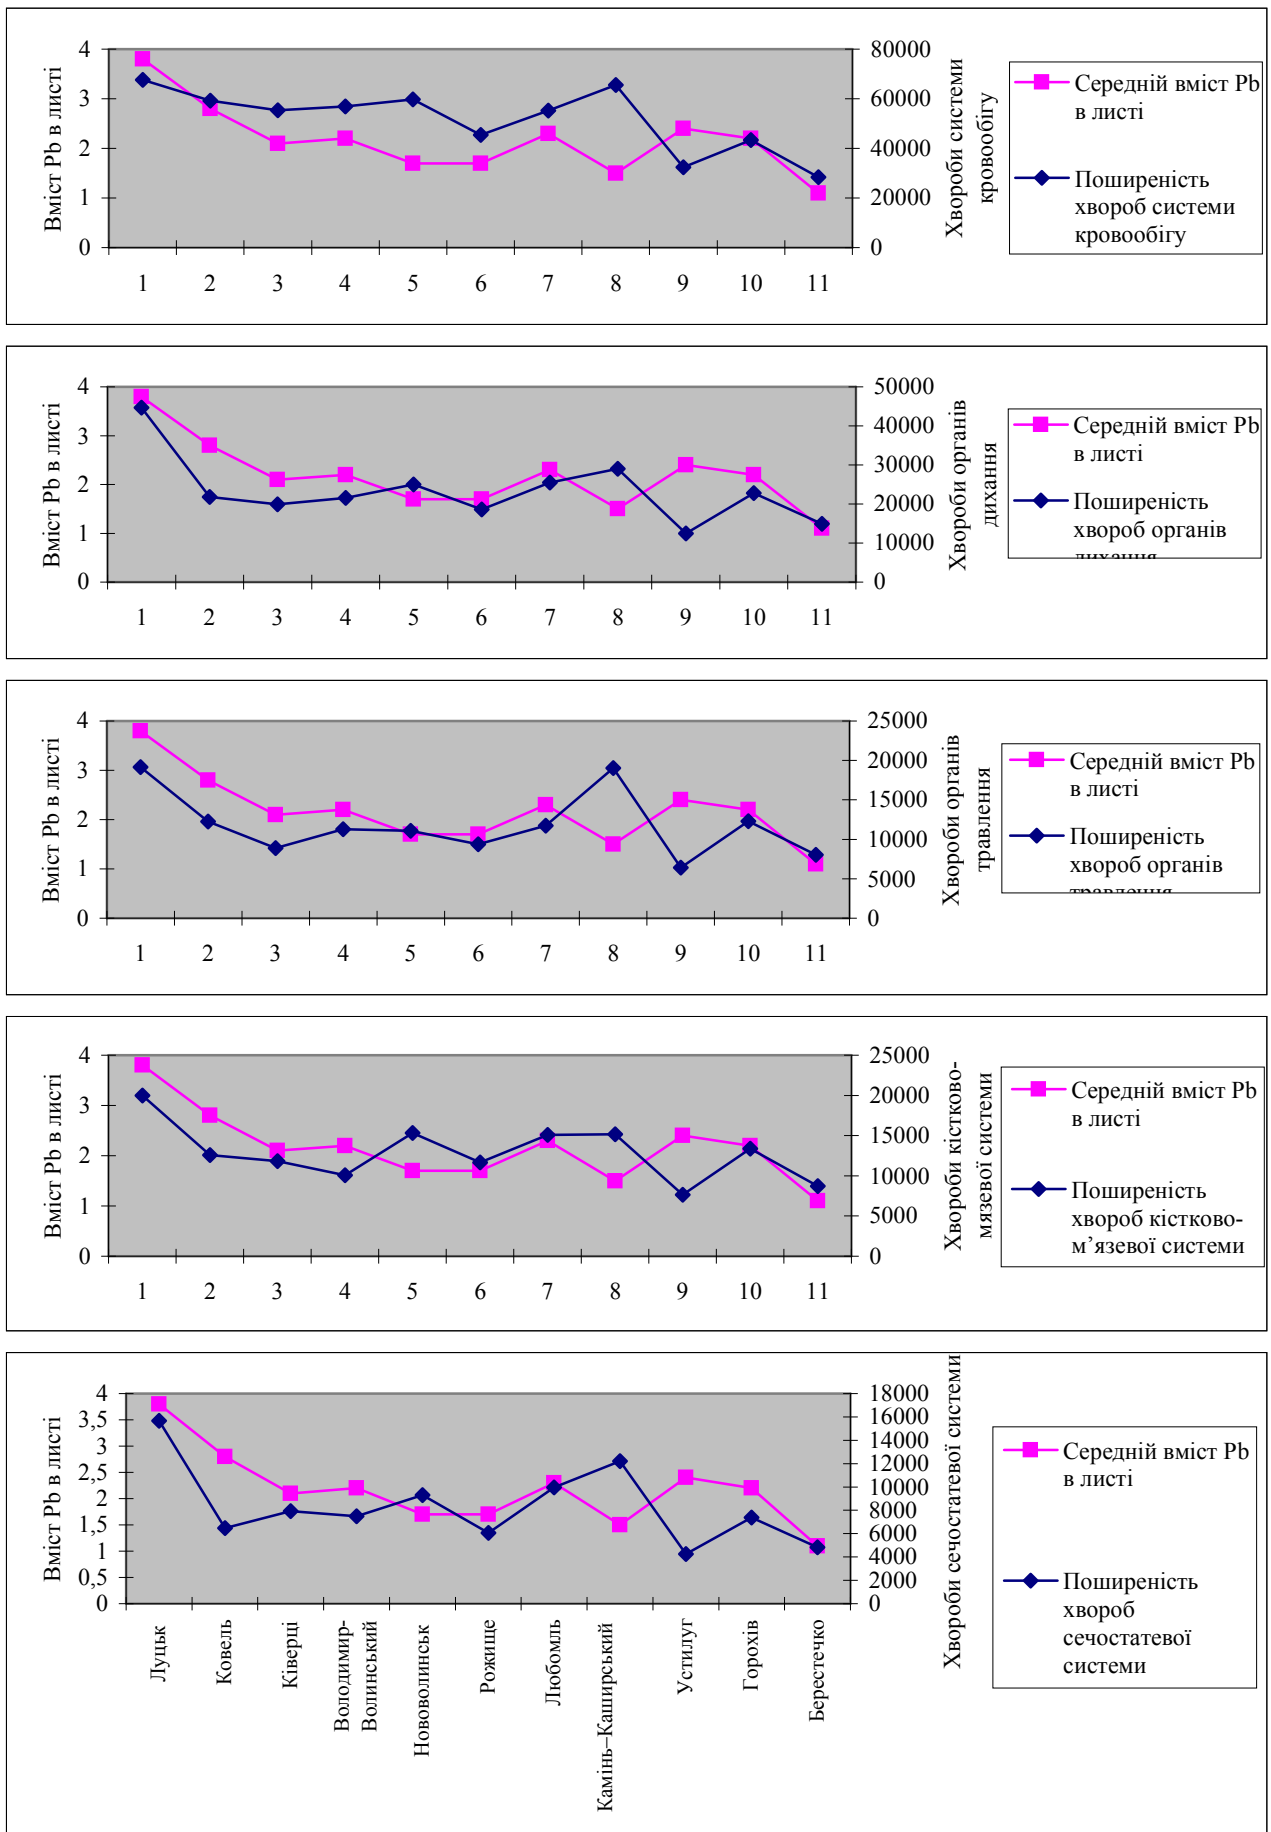 4
3
2
1
0
Вміст Pb в листі
80000
60000
40000
20000
0
Хвороби системи
кровообігу
1 2 3 4 5 6 7 8 9 10 11
Середній вміст Pb
в листі
Поширеність
хвороб системи
кровообігу
4
3
2
1
0
Вміст Pb в листі
50000
40000
30000
20000
10000
0
Хвороби органів
дихання
1 2 3 4 5 6 7 8 9 10 11
Середній вміст Pb
в листі
Поширеність
хвороб органів
дихання
4
3
2
1
0
Вміст Pb в листі
25000
20000
15000
10000
5000
0
Хвороби органів
травлення
1 2 3 4 5 6 7 8 9 10 11
Середній вміст Pb
в листі
Поширеність
хвороб органів
травлення
4
3
2
1
0
Вміст Pb в листі
25000
20000
15000
10000
5000
0
Хвороби кістково-
мязевої системи
1 2 3 4 5 6 7 8 9 10 11
Середній вміст Pb
в листі
Поширеність
хвороб кістково-
м’язевої системи
4
3,5
3
2,5
2
1,5
1
0,5
0
Вміст Pb в листі
18000
16000
14000
12000
10000
8000
6000
4000
2000
0
Хвороби сечостатевої системи
Луцьк
Ковель
Ківерці
Володимир-
Волинський
Нововолинськ
Рожище
Любомль
Камінь–Каширський
Устилуг
Горохів
Берестечко
Середній вміст Pb
в листі
Поширеність
хвороб
сечостатевої
системи